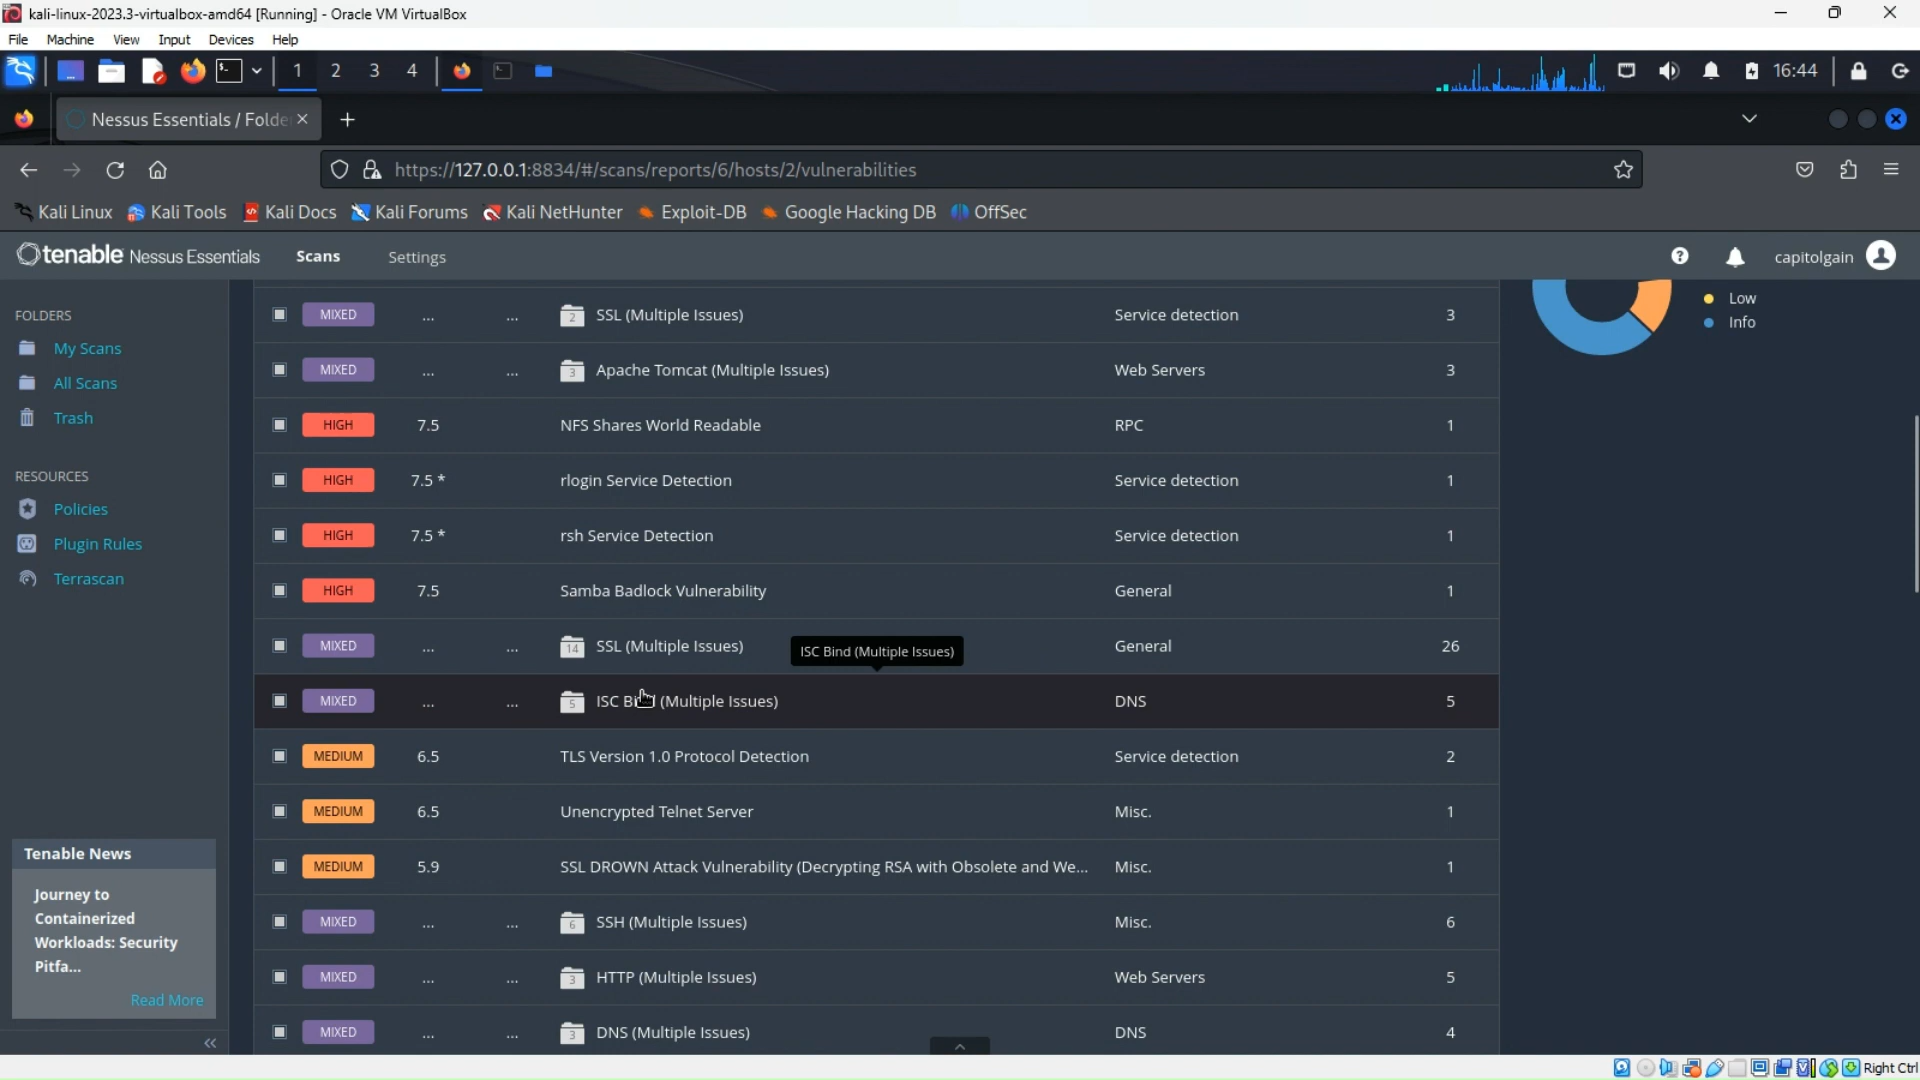 kali-linux-2023.3-virtualbox-amd64 [Running] - Oracle VM VirtualBox
File Machine View Input Devices Help
1 2 3 4 16:44
Nessus Essentials / Folde
https://127.0.0.1:8834/#/scans/reports/6/hosts/2/vulnerabilities
Kali Linux Kali Tools Kali Docs Kali Forums Kali NetHunter Exploit-DB Google Hacking DB OffSec
tenable Nessus Essentials Scans Settings capitolgain
FOLDERS
My Scans
All Scans
Trash
RESOURCES
Policies
Plugin Rules
Terrascan
Tenable News
Journey to
Containerized
Workloads: Security
Pitfa...
Read More
MIXED ... ... 2 SSL (Multiple Issues) Service detection 3
MIXED ... ... 3 Apache Tomcat (Multiple Issues) Web Servers 3
HIGH 7.5 NFS Shares World Readable RPC 1
HIGH 7.5 * rlogin Service Detection Service detection 1
HIGH 7.5 * rsh Service Detection Service detection 1
HIGH 7.5 Samba Badlock Vulnerability General 1
MIXED ... ... 14 SSL (Multiple Issues) General 26
ISC Bind (Multiple Issues)
MIXED ... ... 5 ISC Bind (Multiple Issues) DNS 5
MEDIUM 6.5 TLS Version 1.0 Protocol Detection Service detection 2
MEDIUM 6.5 Unencrypted Telnet Server Misc. 1
MEDIUM 5.9 SSL DROWN Attack Vulnerability (Decrypting RSA with Obsolete and We... Misc. 1
MIXED ... ... 6 SSH (Multiple Issues) Misc. 6
MIXED ... ... 3 HTTP (Multiple Issues) Web Servers 5
MIXED ... ... 3 DNS (Multiple Issues) DNS 4
Low
Info
Right Ctrl